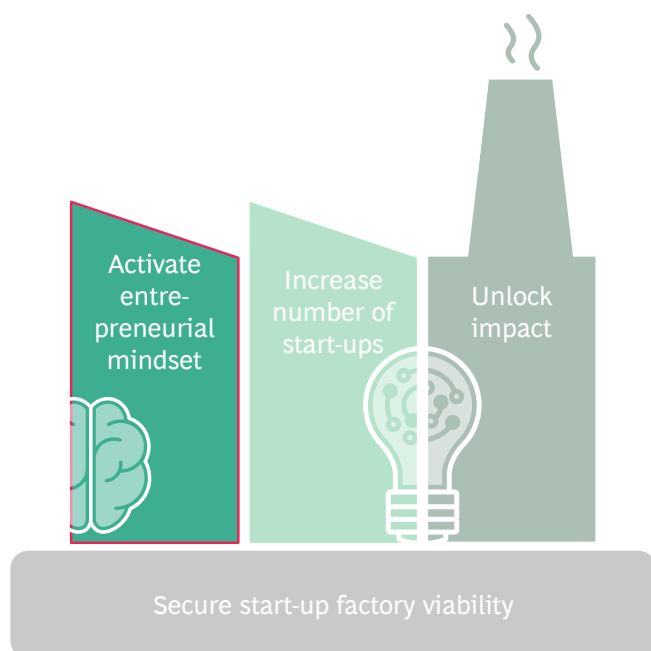 Activate
entre-
preneurial
mindset
Increase
number of
start-ups
Unlock
impact
Secure start-up factory viability